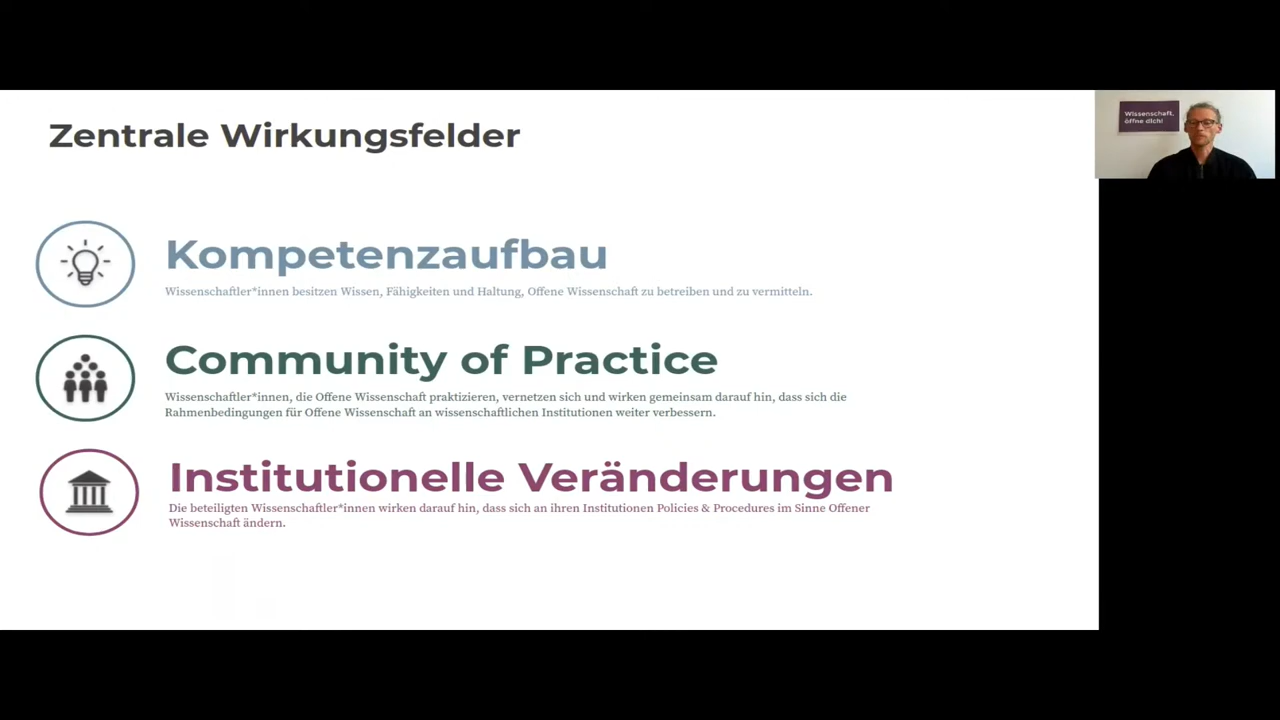 Zentrale Wirkungsfelder
Wissenschaft,
öffne dich!
Kompetenzaufbau
Wissenschaftler*innen besitzen Wissen, Fähigkeiten und Haltung, Offene Wissenschaft zu betreiben und zu vermitteln.
Community of Practice
Wissenschaftler*innen, die Offene Wissenschaft praktizieren, vernetzen sich und wirken gemeinsam darauf hin, dass sich die
Rahmenbedingungen für Offene Wissenschaft an wissenschaftlichen Institutionen weiter verbessern.
Institutionelle Veränderungen
Die beteiligten Wissenschaftler*innen wirken darauf hin, dass sich an ihren Institutionen Policies & Procedures im Sinne Offener
Wissenschaft ändern.